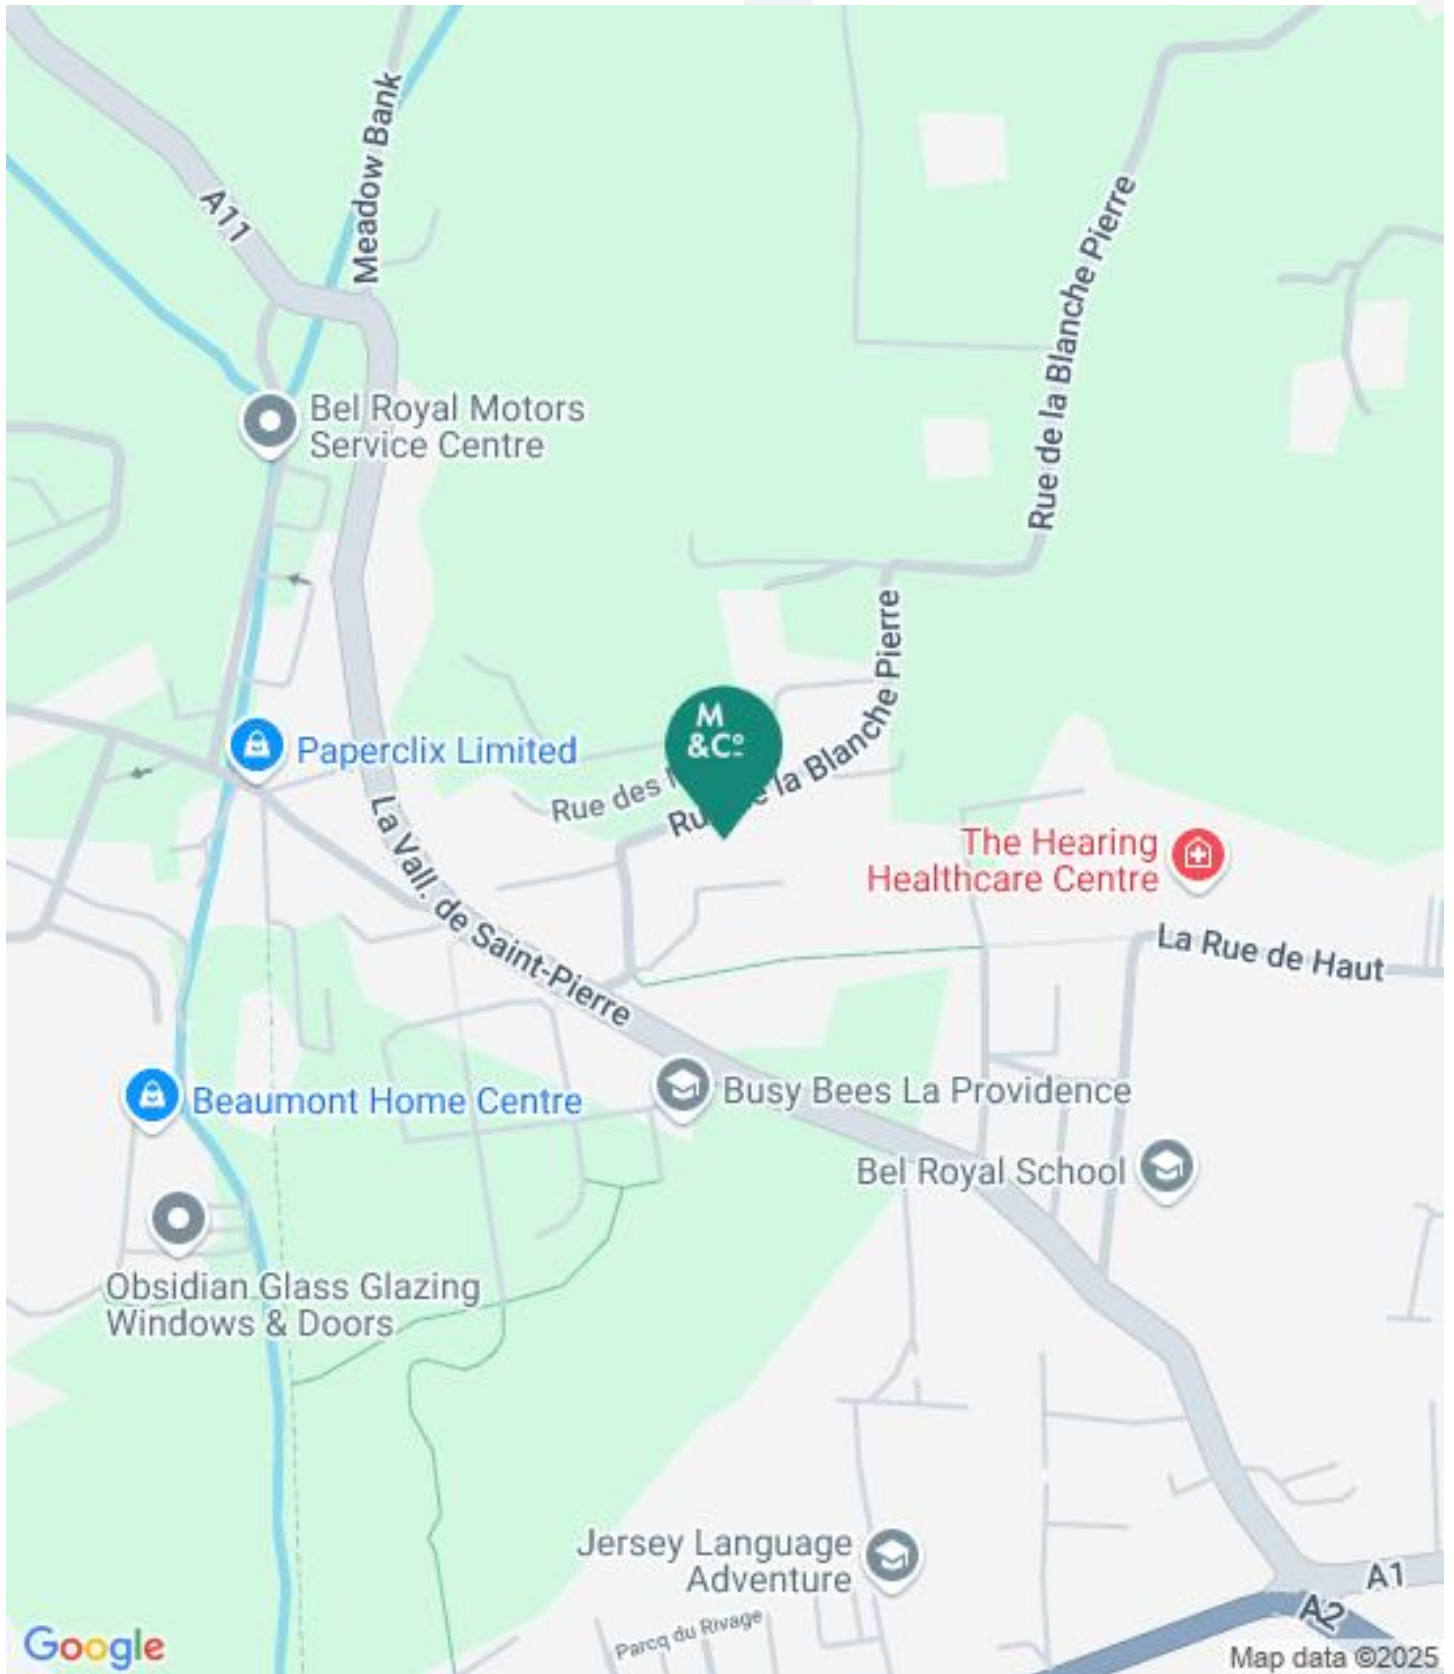 Meadow Bank
A11
Rue de la Blanche Pierre
Bel Royal Motors
Service Centre
Rue de la Blanche Pierre
M
&Cº
Paperclix Limited
Rue des
La Vall. de Saint-Pierre
The Hearing
Healthcare Centre
La Rue de Haut
Busy Bees La Providence
Beaumont Home Centre
Bel Royal School
Obsidian Glass Glazing
Windows & Doors
Jersey Language
Adventure
A1
A2
Parcq du Rivage
Google
Map data ©2025